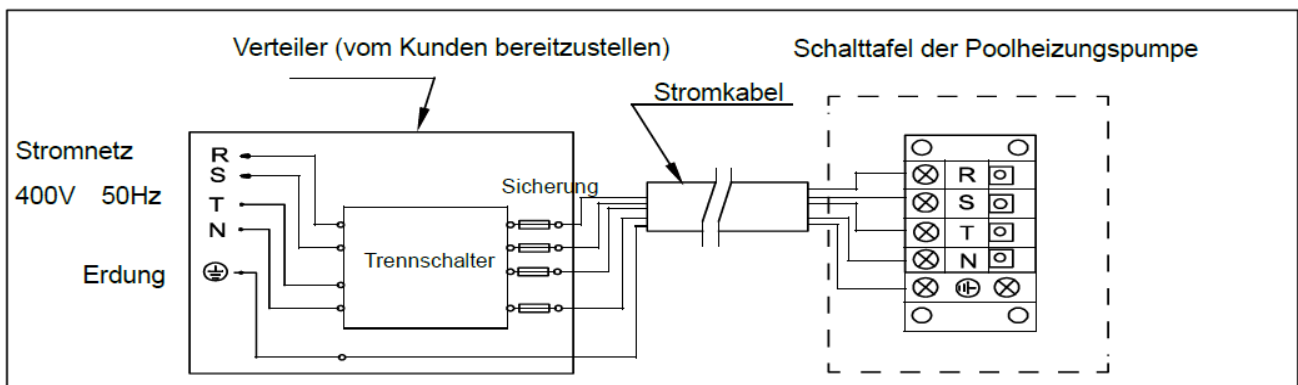 Verteiler (vom Kunden bereitzustellen)
Schalttafel der Poolheizungspumpe
Stromkabel
Stromnetz
400V 50Hz
R
S
T
N
Sicherung
Trennschalter
Erdung
R
S
T
N